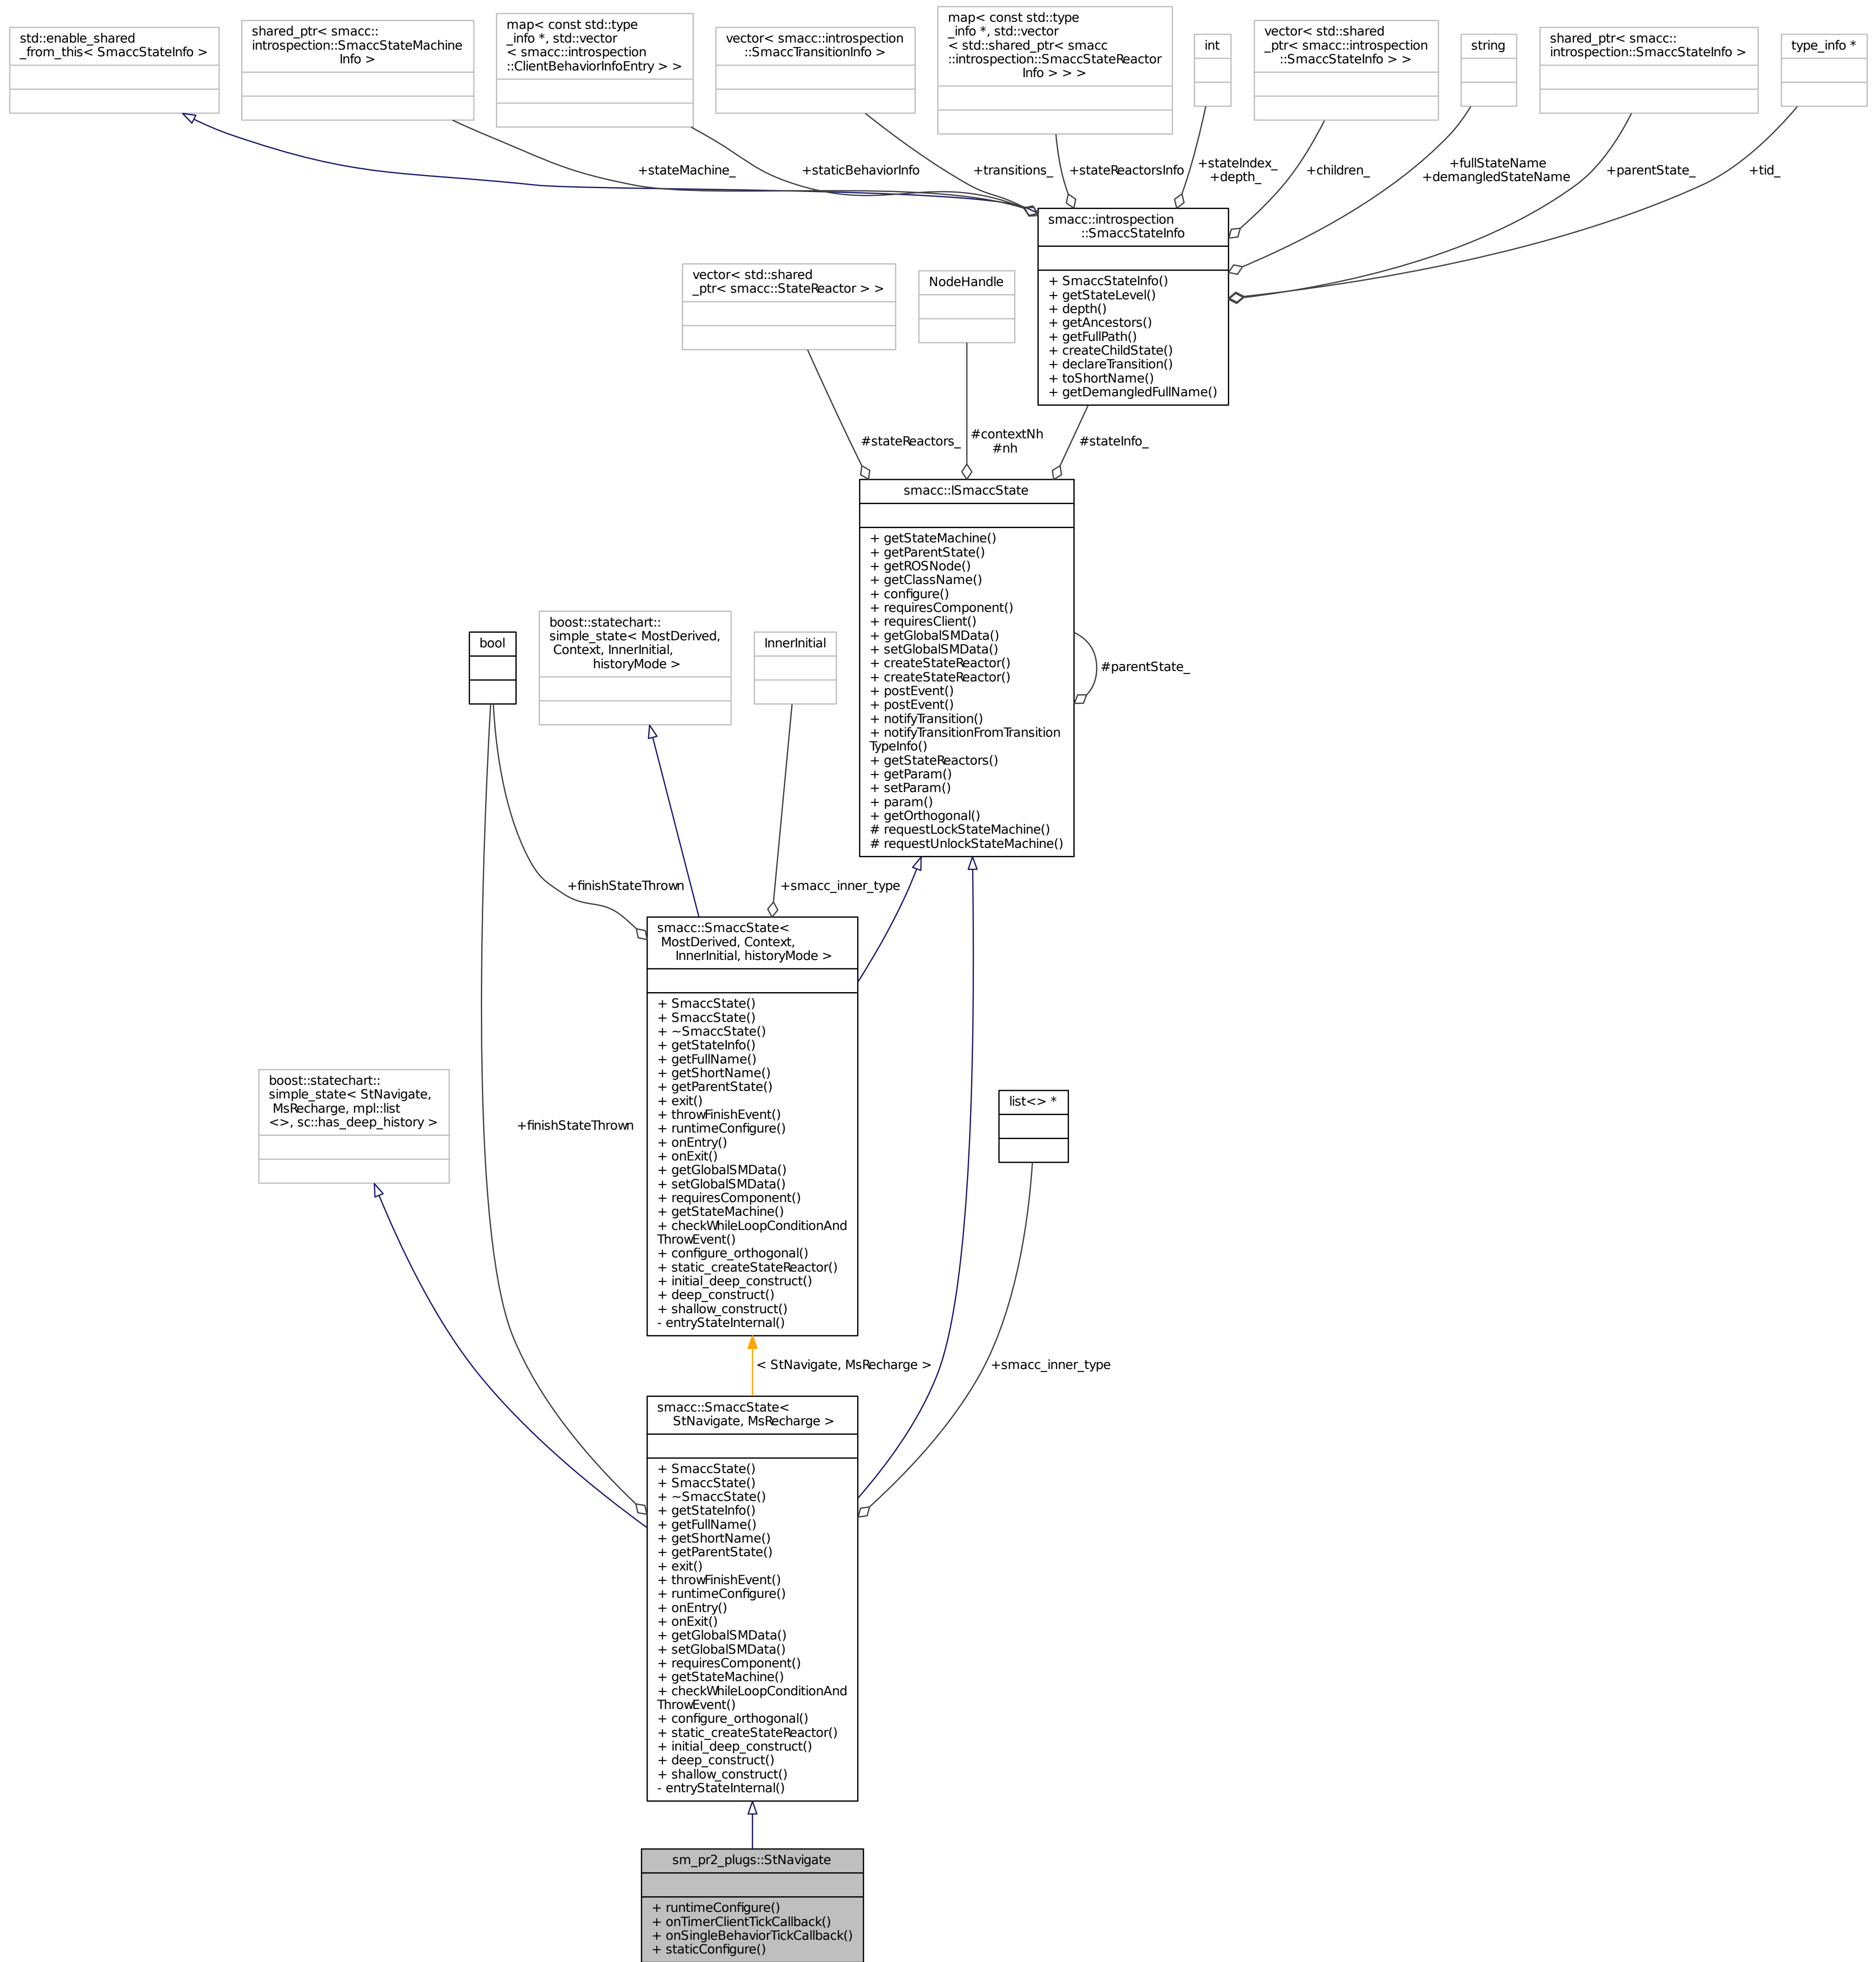 std::enable_shared
_from_this< SmaccStateInfo >
shared_ptr< smacc::
introspection::SmaccStateMachine
Info >
map< const std::type
_info *, std::vector
< smacc::introspection
::ClientBehaviorInfoEntry > >
vector< smacc::introspection
::SmaccTransitionInfo >
map< const std::type
_info *, std::vector
< std::shared_ptr< smacc
::introspection::SmaccStateReactor
Info > > >
int
vector< std::shared
_ptr< smacc::introspection
::SmaccStateInfo > >
string
shared_ptr< smacc::
introspection::SmaccStateInfo >
type_info *
+stateMachine_
+staticBehaviorInfo
+transitions_
+stateReactorsInfo
+stateIndex_
+depth_
+children_
+fullStateName
+demangledStateName
+parentState_
+tid_
smacc::introspection
::SmaccStateInfo
+ SmaccStateInfo()
+ getStateLevel()
+ depth()
+ getAncestors()
+ getFullPath()
+ createChildState()
+ declareTransition()
+ toShortName()
+ getDemangledFullName()
vector< std::shared
_ptr< smacc::StateReactor > >
NodeHandle
#stateReactors_
#contextNh
#nh
#stateInfo_
smacc::ISmaccState
+ getStateMachine()
+ getParentState()
+ getROSNode()
+ getClassName()
+ configure()
+ requiresComponent()
+ requiresClient()
+ getGlobalSMData()
+ setGlobalSMData()
+ createStateReactor()
+ createStateReactor()
+ postEvent()
+ postEvent()
+ notifyTransition()
+ notifyTransitionFromTransition
TypeInfo()
+ getStateReactors()
+ getParam()
+ setParam()
+ param()
+ getOrthogonal()
# requestLockStateMachine()
# requestUnlockStateMachine()
#parentState_
bool
boost::statechart::
simple_state< MostDerived,
Context, InnerInitial,
historyMode >
InnerInitial
+finishStateThrown
+smacc_inner_type
smacc::SmaccState<
MostDerived, Context,
InnerInitial, historyMode >
+ SmaccState()
+ SmaccState()
+ ~SmaccState()
+ getStateInfo()
+ getFullName()
+ getShortName()
+ getParentState()
+ exit()
+ throwFinishEvent()
+ runtimeConfigure()
+ onEntry()
+ onExit()
+ getGlobalSMData()
+ setGlobalSMData()
+ requiresComponent()
+ getStateMachine()
+ checkWhileLoopConditionAnd
ThrowEvent()
+ configure_orthogonal()
+ static_createStateReactor()
+ initial_deep_construct()
+ deep_construct()
+ shallow_construct()
- entryStateInternal()
boost::statechart::
simple_state< StNavigate,
MsRecharge, mpl::list
<>, sc::has_deep_history >
+finishStateThrown
list<> *
< StNavigate, MsRecharge >
+smacc_inner_type
smacc::SmaccState<
StNavigate, MsRecharge >
+ SmaccState()
+ SmaccState()
+ ~SmaccState()
+ getStateInfo()
+ getFullName()
+ getShortName()
+ getParentState()
+ exit()
+ throwFinishEvent()
+ runtimeConfigure()
+ onEntry()
+ onExit()
+ getGlobalSMData()
+ setGlobalSMData()
+ requiresComponent()
+ getStateMachine()
+ checkWhileLoopConditionAnd
ThrowEvent()
+ configure_orthogonal()
+ static_createStateReactor()
+ initial_deep_construct()
+ deep_construct()
+ shallow_construct()
- entryStateInternal()
sm_pr2_plugs::StNavigate
+ runtimeConfigure()
+ onTimerClientTickCallback()
+ onSingleBehaviorTickCallback()
+ staticConfigure()